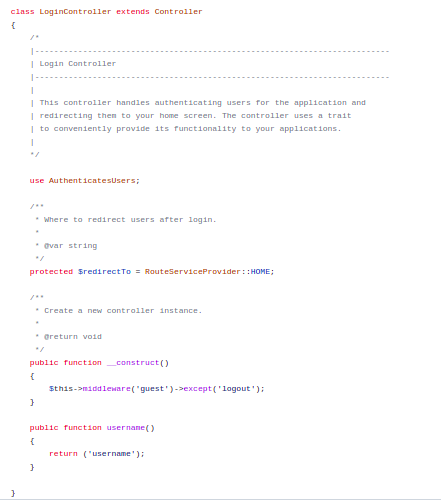 class LoginController extends Controller
{
    /*
    |--------------------------------------------------------------------------
    | Login Controller
    |--------------------------------------------------------------------------
    |
    | This controller handles authenticating users for the application and
    | redirecting them to your home screen. The controller uses a trait
    | to conveniently provide its functionality to your applications.
    |
    */
    use AuthenticatesUsers;
    /**
     * Where to redirect users after login.
     *
     * @var string
     */
    protected $redirectTo = RouteServiceProvider::HOME;
    /**
     * Create a new controller instance.
     *
     * @return void
     */
    public function __construct()
    {
        $this->middleware('guest')->except('logout');
    }
    public function username()
    {
        return ('username');
    }
}